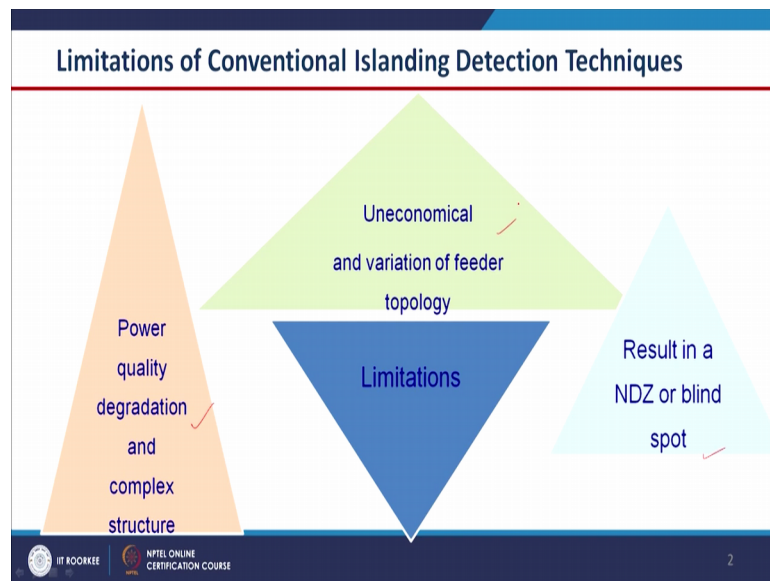 Limitations of Conventional Islanding Detection Techniques
Uneconomical
and variation of feeder
topology
Power
quality
degradation
and
complex
structure
Limitations
Result in a
NDZ or blind
spot
IIT ROORKEE
NPTEL ONLINE
CERTIFICATION COURSE
2